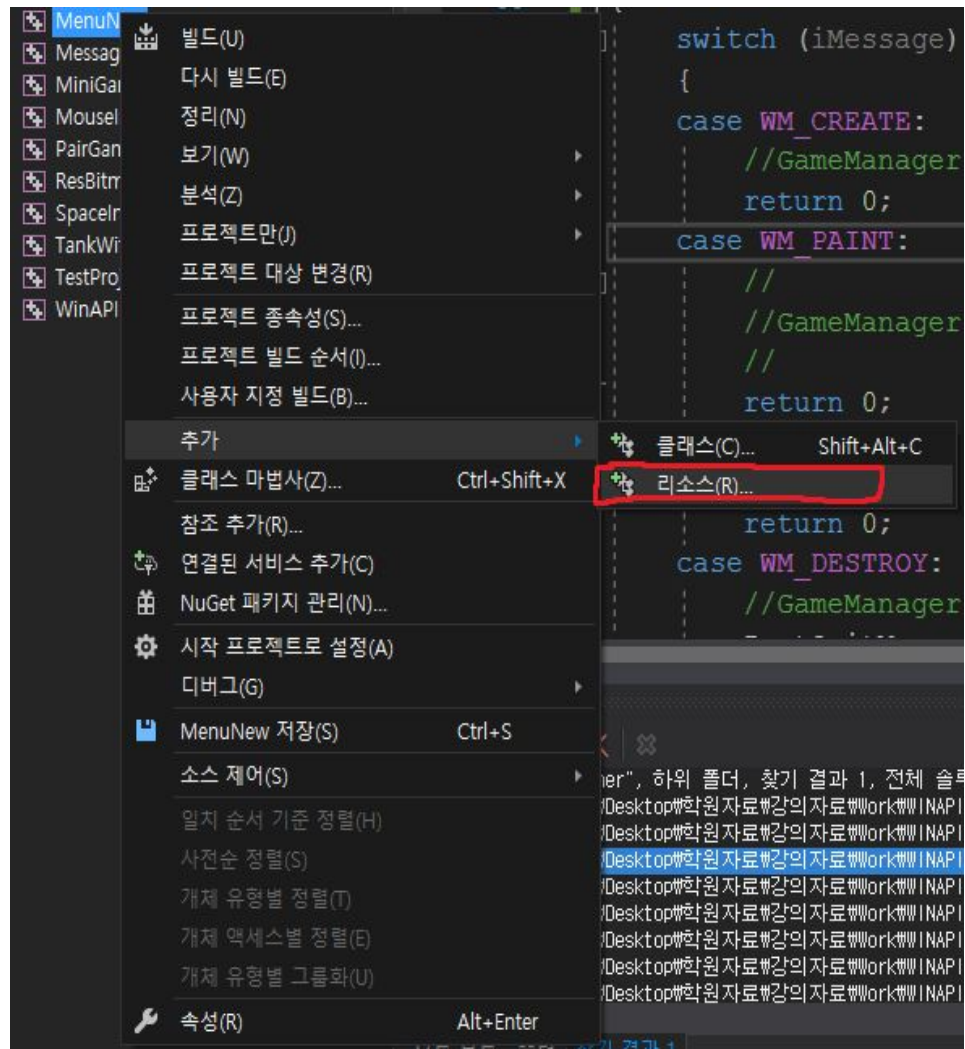 MenuN
Messag
MiniGa
MouseI
PairGan
ResBitm
SpaceIn
TankWi
TestProj
WinAPI
빌드(U)
다시 빌드(E)
정리(N)
보기(W)
분석(Z)
프로젝트만(J)
프로젝트 대상 변경(R)
프로젝트 종속성(S)...
프로젝트 빌드 순서(I)...
사용자 지정 빌드(B)...
추가
클래스 마법사(Z)... Ctrl+Shift+X
참조 추가(R)...
연결된 서비스 추가(C)
NuGet 패키지 관리(N)...
시작 프로젝트로 설정(A)
디버그(G)
MenuNew 저장(S) Ctrl+S
소스 제어(S)
일치 순서 기준 정렬(H)
사전순 정렬(S)
개체 유형별 정렬(T)
개체 액세스별 정렬(E)
개체 유형별 그룹화(U)
속성(R) Alt+Enter
클래스(C)... Shift+Alt+C
리소스(R)...
switch (iMessage)
{
case WM_CREATE:
//GameManager
return 0;
case WM_PAINT:
//
//GameManager
//
return 0;
return 0;
case WM_DESTROY:
//GameManager
er", 하위 폴더, 찾기 결과 1, 전체 솔루
/Desktop₩학원자료₩강의자료₩Work₩WINAPI
/Desktop₩학원자료₩강의자료₩Work₩WINAPI
/Desktop₩학원자료₩강의자료₩Work₩WINAPI
/Desktop₩학원자료₩강의자료₩Work₩WINAPI
/Desktop₩학원자료₩강의자료₩Work₩WINAPI
/Desktop₩학원자료₩강의자료₩Work₩WINAPI
/Desktop₩학원자료₩강의자료₩Work₩WINAPI
/Desktop₩학원자료₩강의자료₩Work₩WINAPI
찾기 결과 1